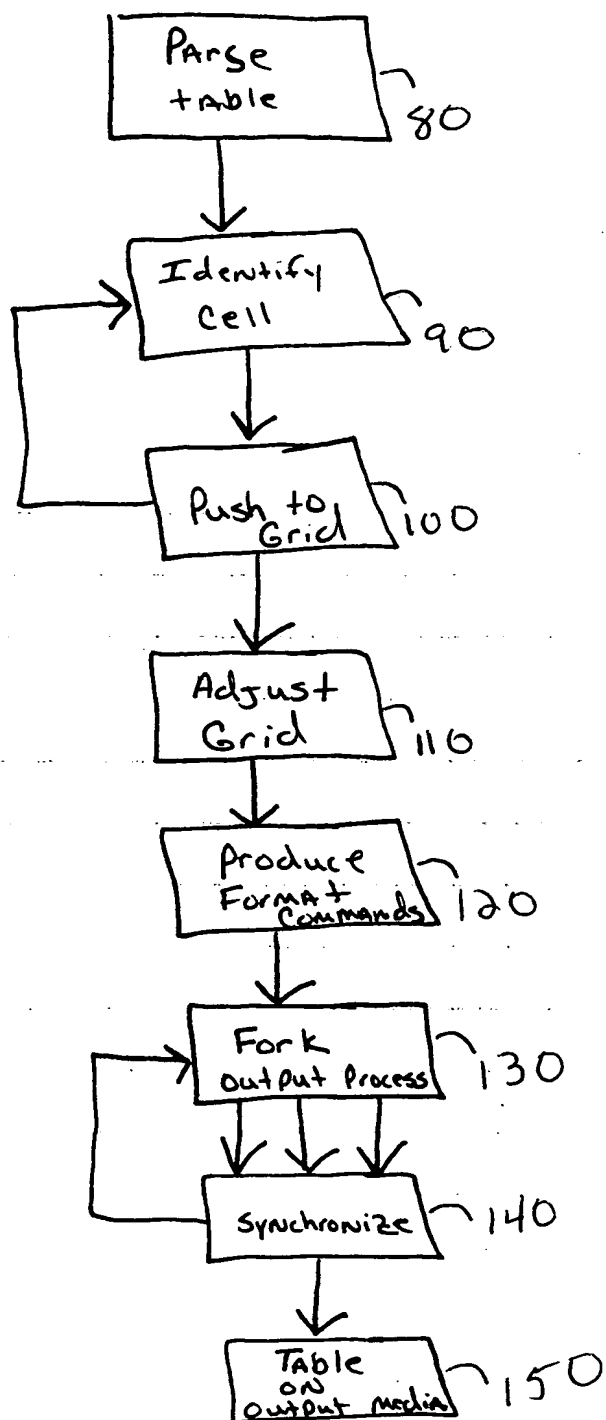 PArse
tABle
80
Identify
Cell
90
Push to
Grid
100
Adjust
Grid
110
Produce
FormAt
CommANds
120
Fork
output Process
130
SyNchroNize
140
TABle
ON
Output Media
150